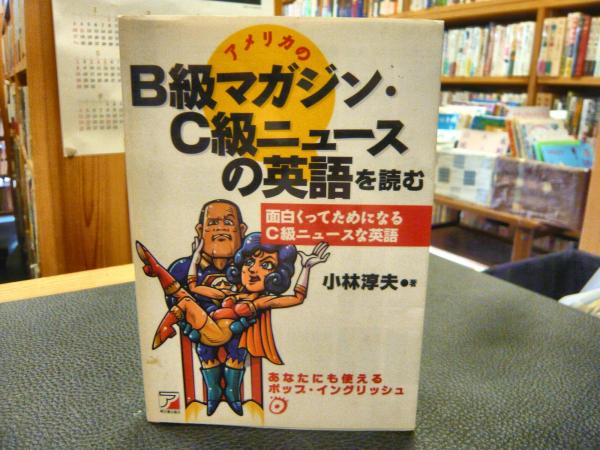 アメリカの
B級マガジン・
C級ニュース
の英語を読む
面白くってためになる
C級ニュースな英語
小林淳夫●著
あなたにも使える
ポップ・イングリッシュ
ア